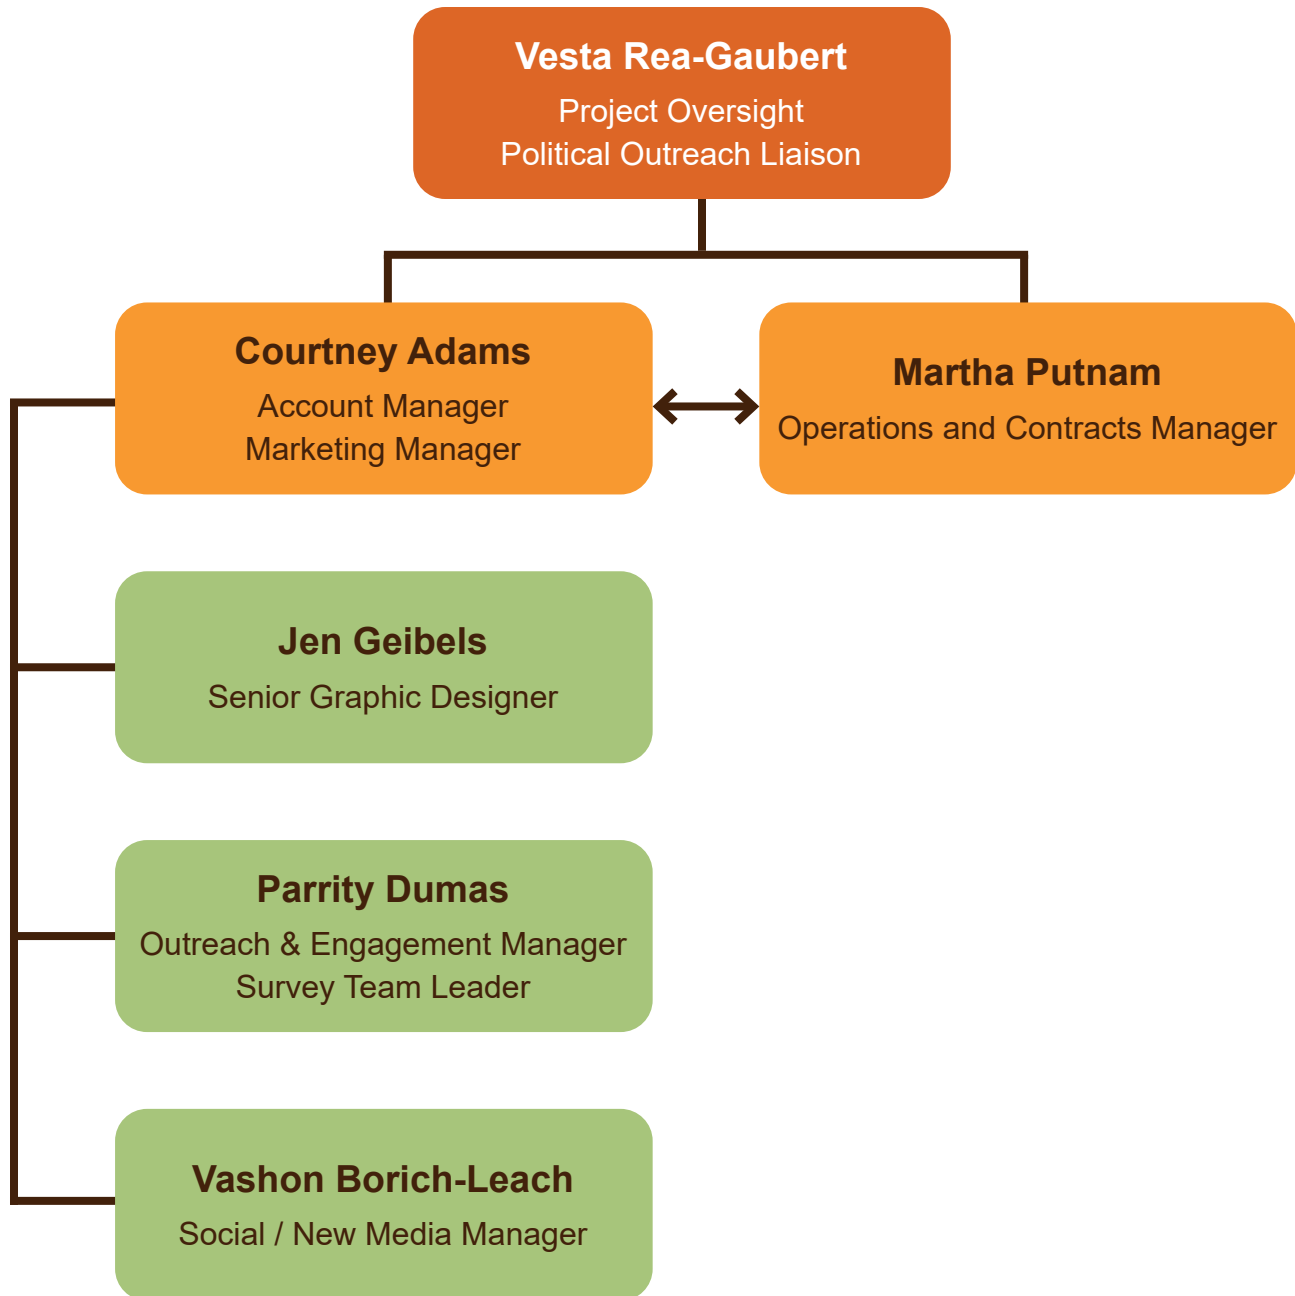 Vesta Rea-Gaubert
Project Oversight
Political Outreach Liaison
Courtney Adams
Account Manager
Marketing Manager
Martha Putnam
Operations and Contracts Manager
Jen Geibels
Senior Graphic Designer
Parrity Dumas
Outreach & Engagement Manager
Survey Team Leader
Vashon Borich-Leach
Social / New Media Manager